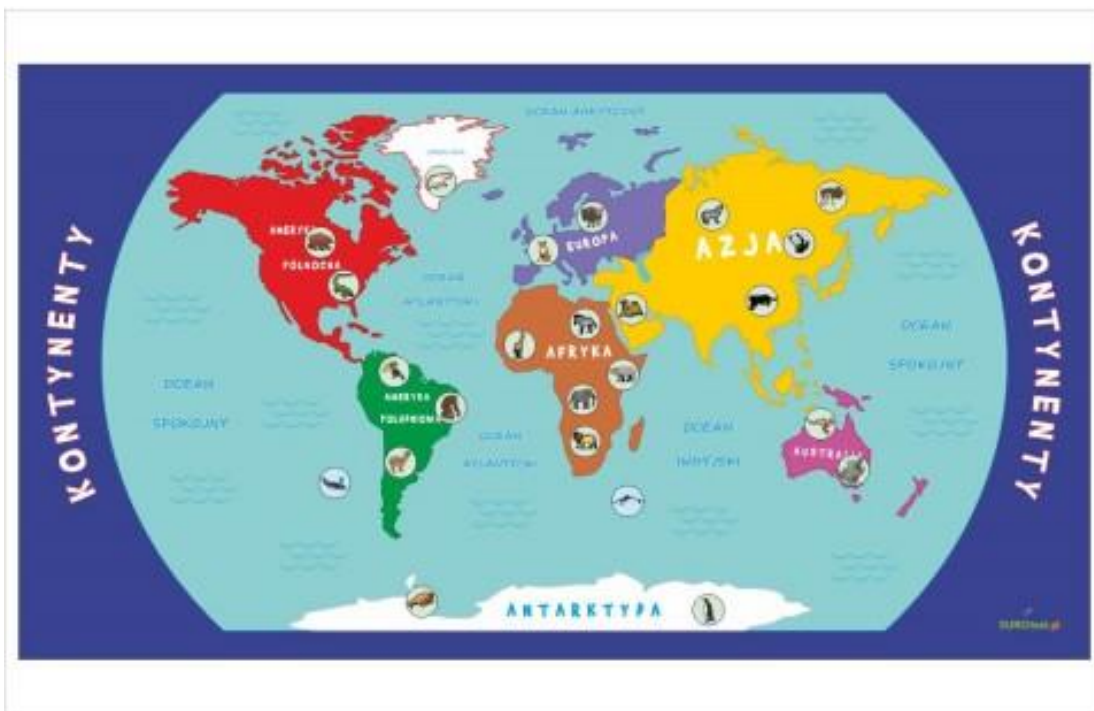 KONTYNENTY
KONTYNENTY
OCEAN ARKTYCZNY
AMERYKA
PÓŁNOCNA
EUROPA
AZJA
OCEAN
ATLANTYCKI
AFRYKA
OCEAN
SPOKOJNY
OCEAN
SPOKOJNY
AMERYKA
POŁUDNIOWA
OCEAN
ATLANTYCKI
OCEAN
INDYJSKI
AUSTRALIA
ANTARKTYDA